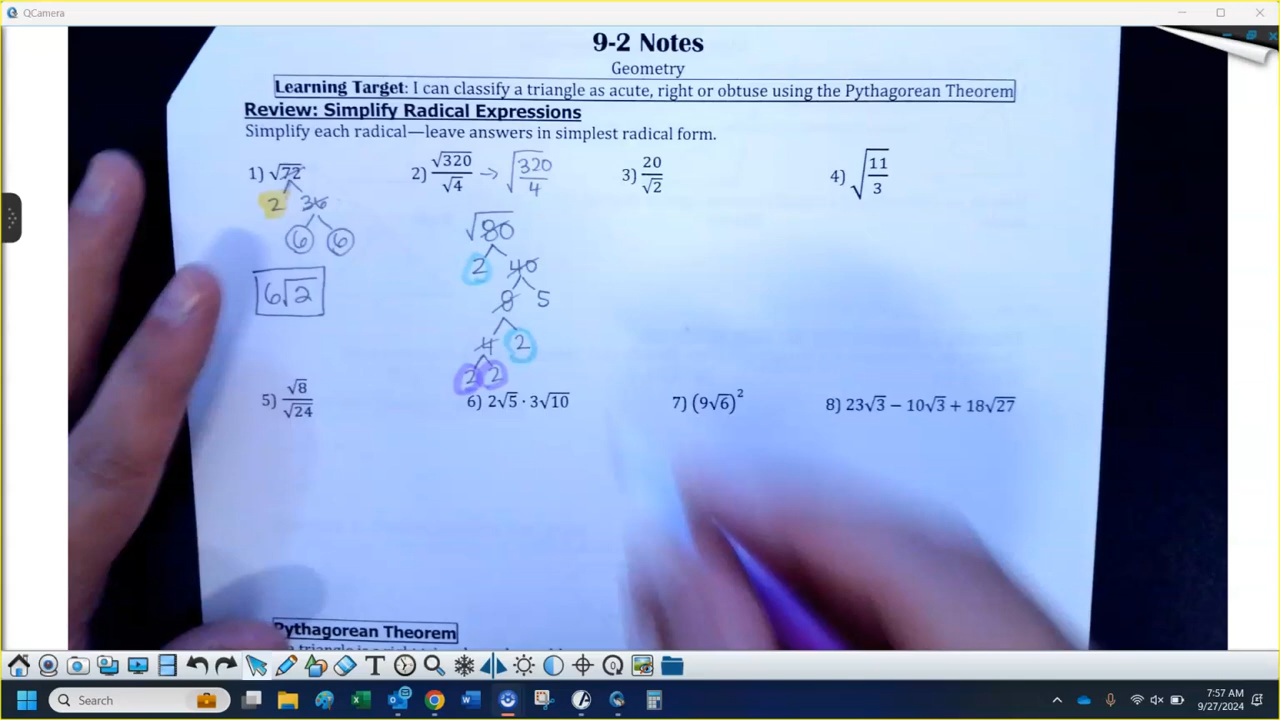 QCamera
9-2 Notes
Geometry
Learning Target: I can classify a triangle as acute, right or obtuse using the Pythagorean Theorem
Review: Simplify Radical Expressions
Simplify each radical—leave answers in simplest radical form.
1) √72 2) √320/√4 → √(320/4) 3) 20/√2 4) √(11/3)
2 36
6 6
6√2
√80
2 40
8 5
4 2
2 2
5) √8/√24 6) 2√5 · 3√10 7) (9√6)² 8) 23√3 − 10√3 + 18√27
Pythagorean Theorem
Search
7:57 AM
9/27/2024